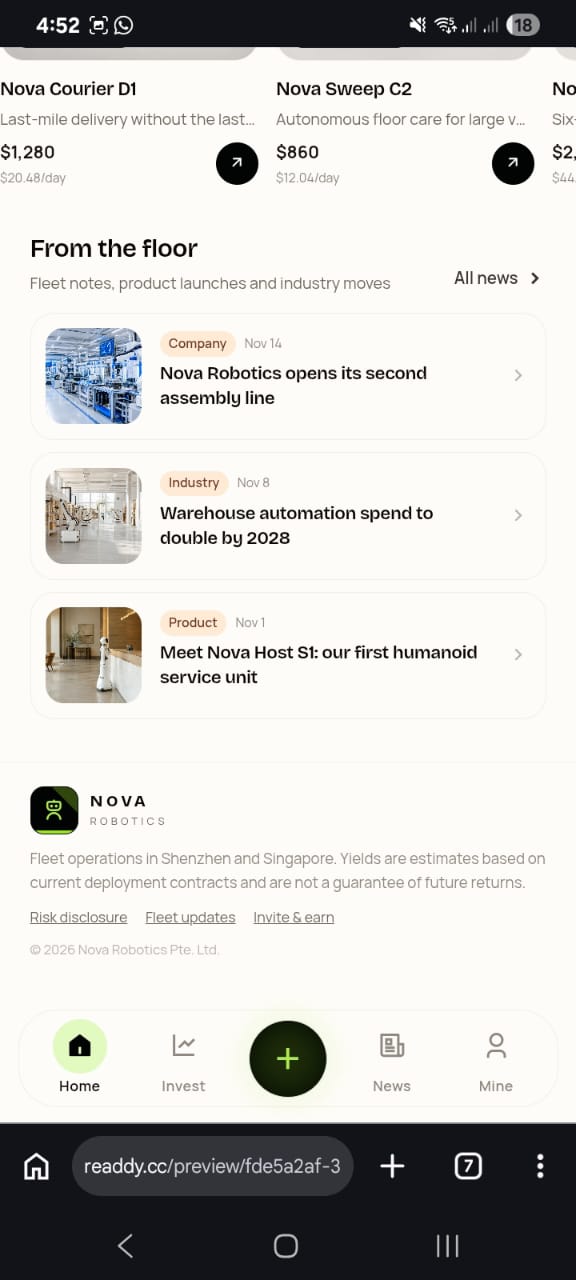 4:52
18
Nova Courier D1
Nova Sweep C2
Last-mile delivery without the last...
Autonomous floor care for large v...
$1,280
$860
$20.48/day
$12.04/day
From the floor
Fleet notes, product launches and industry moves
All news
Company
Nov 14
Nova Robotics opens its second
assembly line
Industry
Nov 8
Warehouse automation spend to
double by 2028
Product
Nov 1
Meet Nova Host S1: our first humanoid
service unit
NOVA
ROBOTICS
Fleet operations in Shenzhen and Singapore. Yields are estimates based on
current deployment contracts and are not a guarantee of future returns.
Risk disclosure
Fleet updates
Invite & earn
© 2026 Nova Robotics Pte. Ltd.
Home
Invest
News
Mine
readdy.cc/preview/fde5a2af-3
7